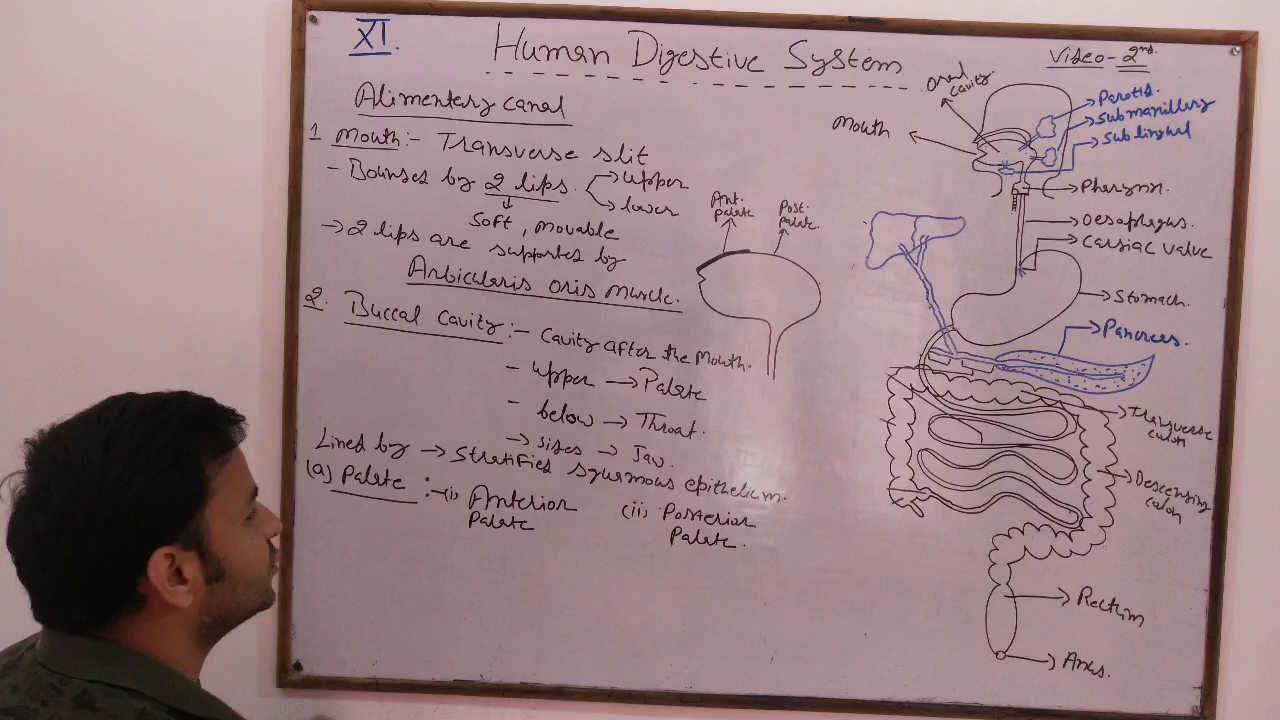 XI.
Human Digestive System
Video - 2nd.
Alimentary canal
1 Mouth:- Transverse slit
- Bounded by 2 lips. → upper
→ lower
Soft, movable
→ 2 lips are supported by
Arbicularis oris muscle.
2. Buccal Cavity:- Cavity after the Mouth.
- upper → Palate
- below → Throat.
→ sides → Jaw.
Lined by → stratified squamous epithelium.
(a) Palate :- (i) Anterior Palate (ii) Posterior Palate.
Ant. Palate
Post. Palate.
Oral Cavity.
Mouth
Parotid.
Submanillary
Sublingual
Pharynx.
Oesophagus.
Cardiac valve
Stomach.
Pancreas.
Transverse colon
Descending colon
Rectum
Anus.